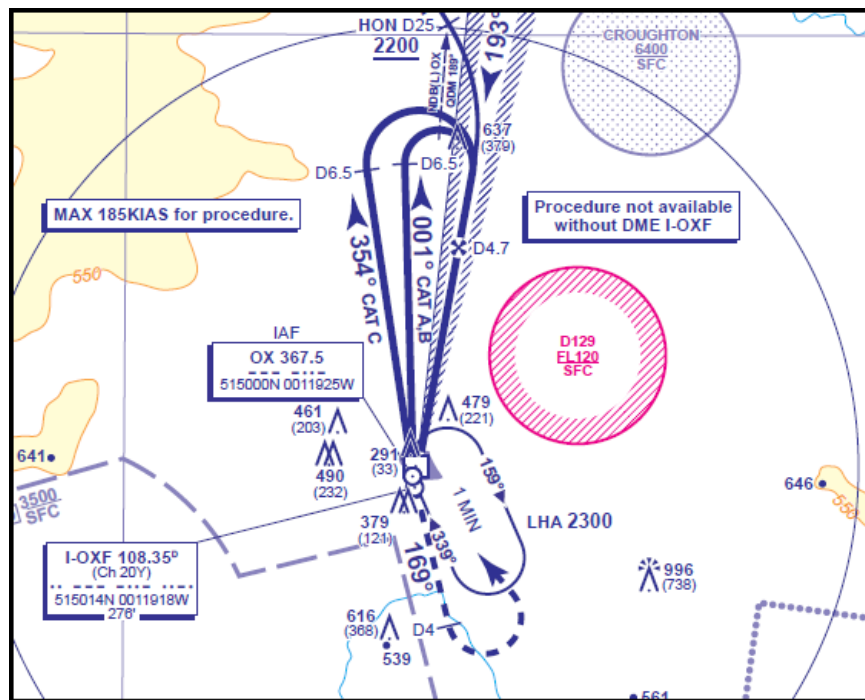 HON D25
2200
193°
NDB(L) OX
QDM 189°
CROUGHTON
6400
SFC
637
(379)
D6.5
D6.5
MAX 185KIAS for procedure.
Procedure not available
without DME I-OXF
354° CAT C
001° CAT A,B
D4.7
550
IAF
OX 367.5
515000N 0011925W
D129
FL120
SFC
461
(203)
479
(221)
641
490
(232)
291
(33)
3500
SFC
159°
1 MIN
339°
LHA 2300
646
550
379
(121)
169°
I-OXF 108.35ᴰ
(Ch 20Y)
515014N 0011918W
276'
996
(738)
616
(368)
D4
539
561